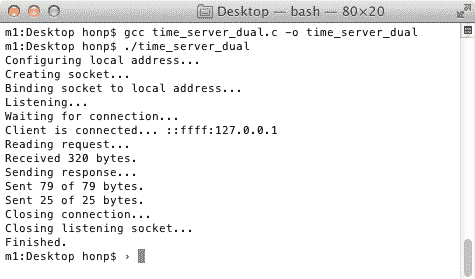 Desktop — bash — 80×20
m1:Desktop honp$ gcc time_server_dual.c -o time_server_dual
m1:Desktop honp$ ./time_server_dual
Configuring local address...
Creating socket...
Binding socket to local address...
Listening...
Waiting for connection...
Client is connected... ::ffff:127.0.0.1
Reading request...
Received 320 bytes.
Sending response...
Sent 79 of 79 bytes.
Sent 25 of 25 bytes.
Closing connection...
Closing listening socket...
Finished.
m1:Desktop honp$ ›